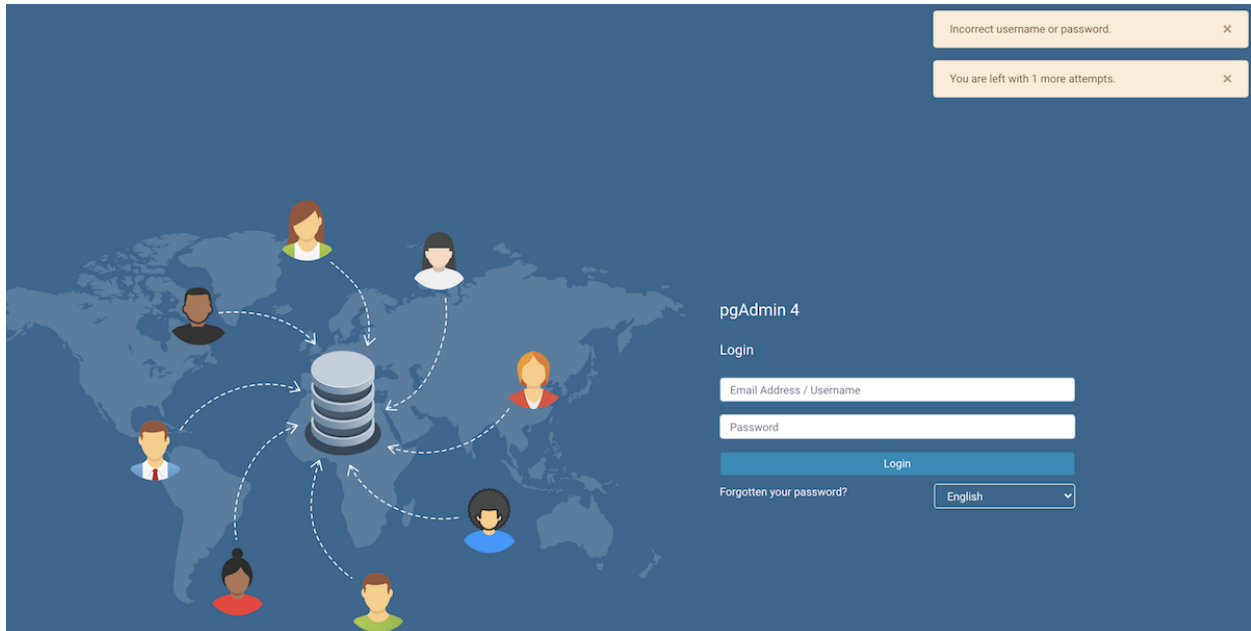 Incorrect username or password. ×
You are left with 1 more attempts. ×
pgAdmin 4
Login
Email Address / Username
Password
Login
Forgotten your password?
English